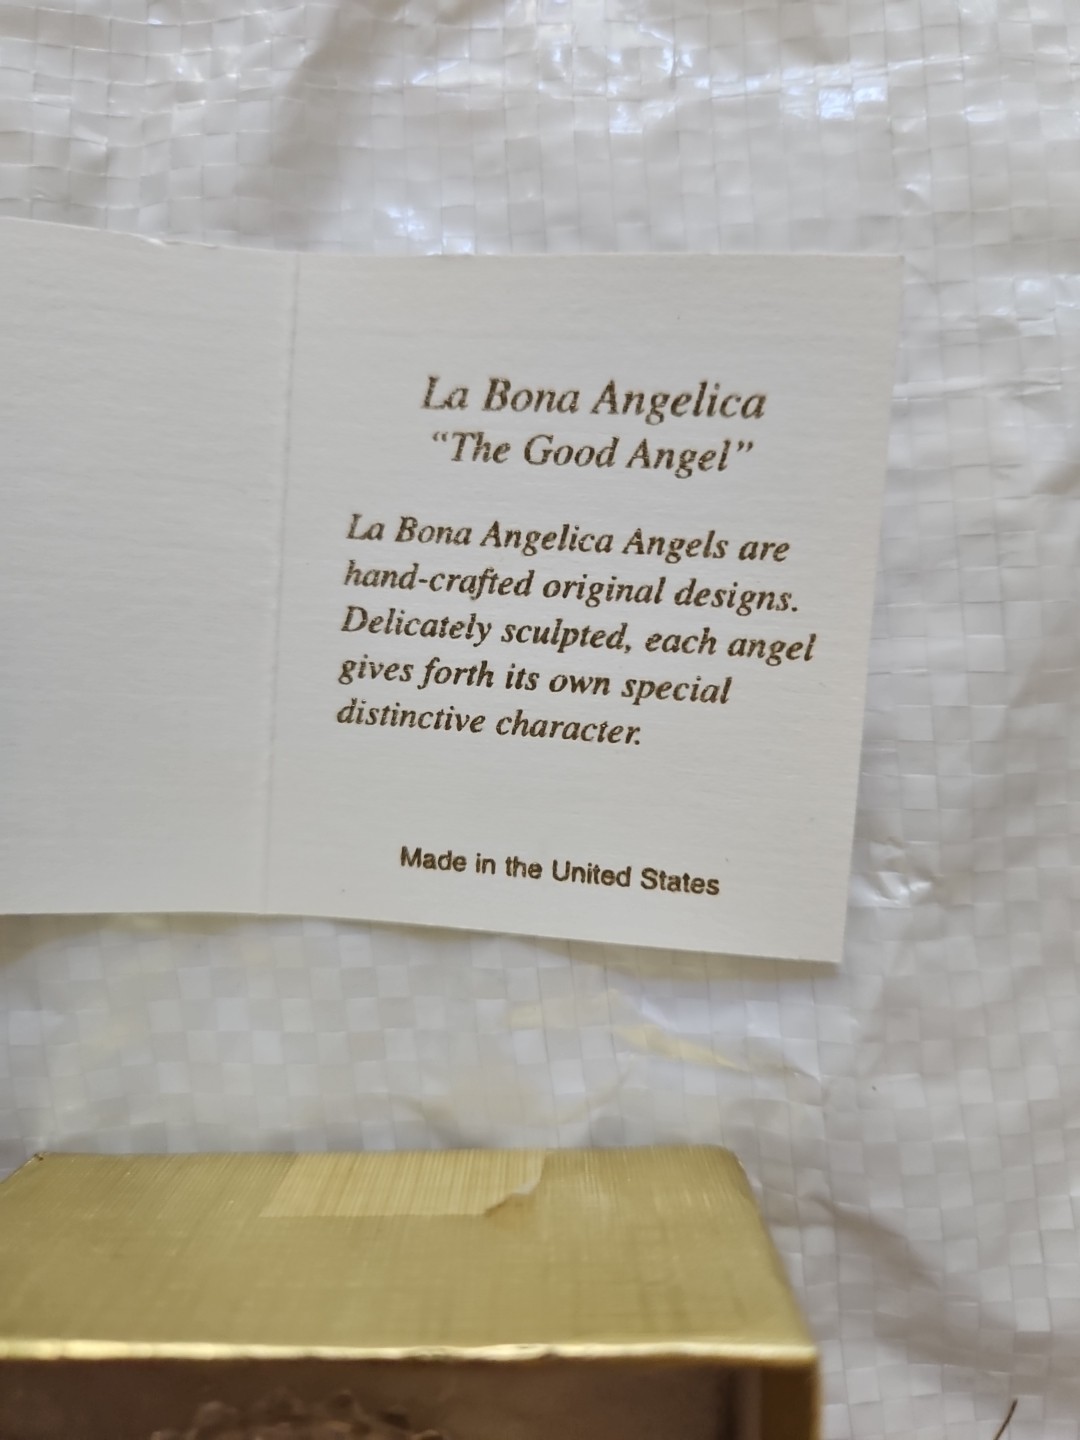 La Bona Angelica
“The Good Angel”
La Bona Angelica Angels are
hand-crafted original designs.
Delicately sculpted, each angel
gives forth its own special
distinctive character.
Made in the United States